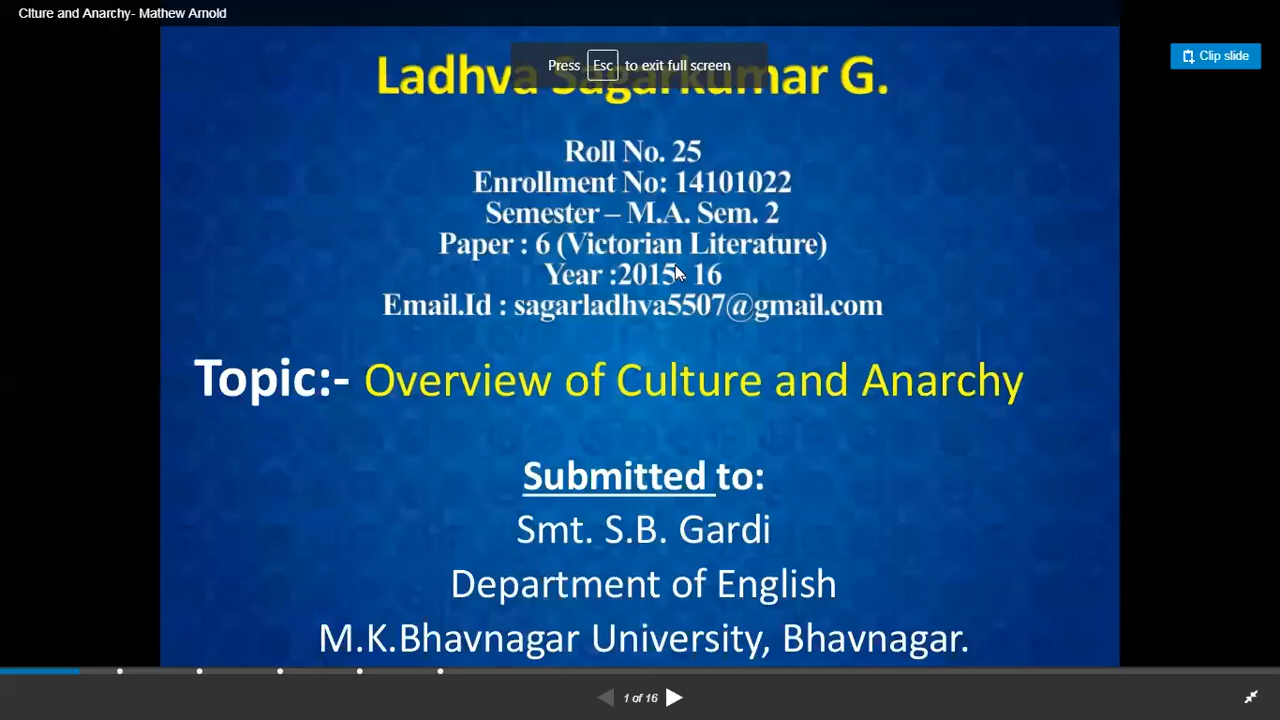 Clture and Anarchy- Mathew Arnold
Clip slide
Press Esc to exit full screen
Ladhva Sagarkumar G.
Roll No. 25
Enrollment No: 14101022
Semester – M.A. Sem. 2
Paper : 6 (Victorian Literature)
Year :2015- 16
Email.Id : sagarladhva5507@gmail.com
Topic:- Overview of Culture and Anarchy
Submitted to:
Smt. S.B. Gardi
Department of English
M.K.Bhavnagar University, Bhavnagar.
1 of 16